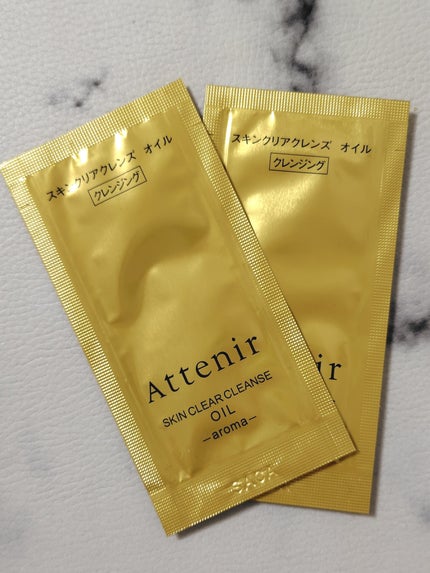 スキンクリアクレンズ オイル
クレンジング
Attenir
SKIN CLEAR CLEANSE
OIL
–aroma–
スキンクリアクレンズ オイル
クレンジング
ir